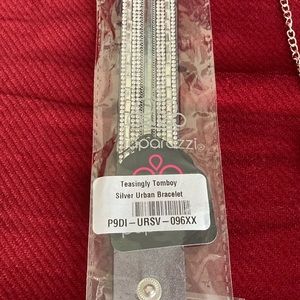 paparazzi
Teasingly Tomboy
Silver Urban Bracelet
P9DI-URSV-096XX